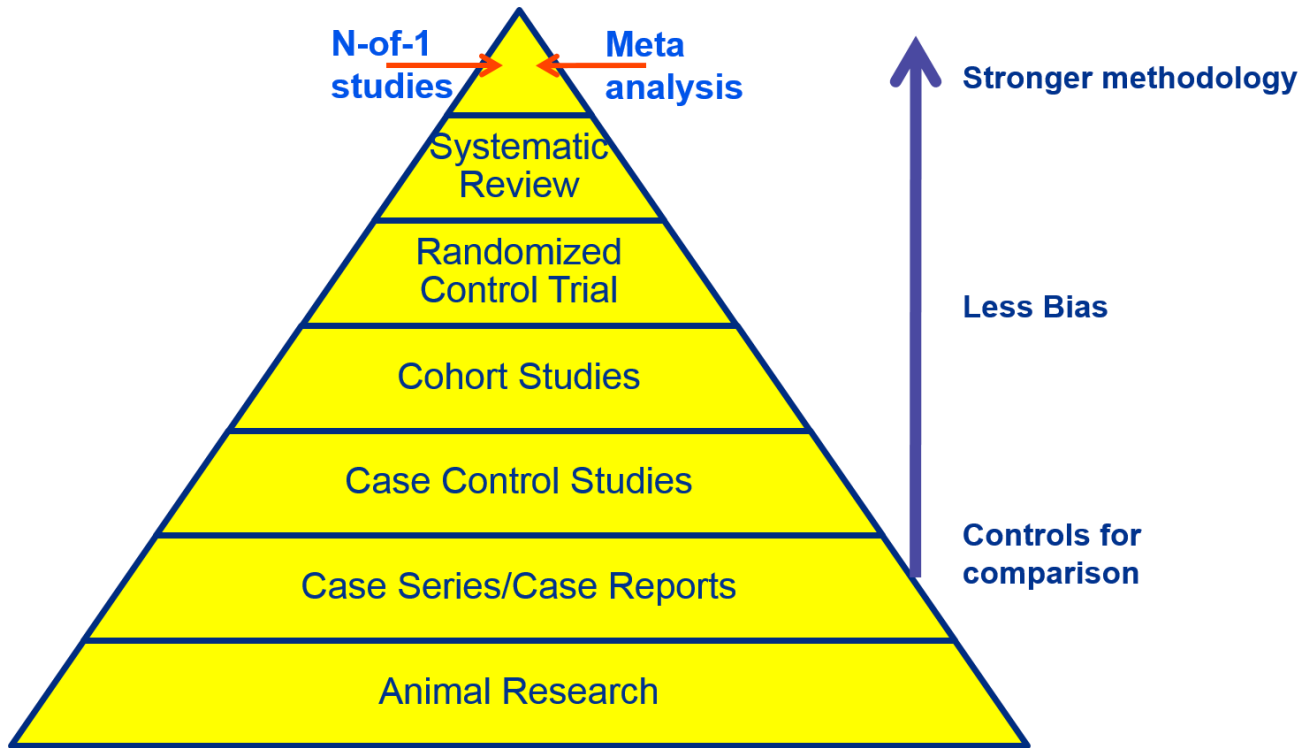 N-of-1
studies
Meta
analysis
Systematic
Review
Randomized
Control Trial
Cohort Studies
Case Control Studies
Case Series/Case Reports
Animal Research
Stronger methodology
Less Bias
Controls for
comparison